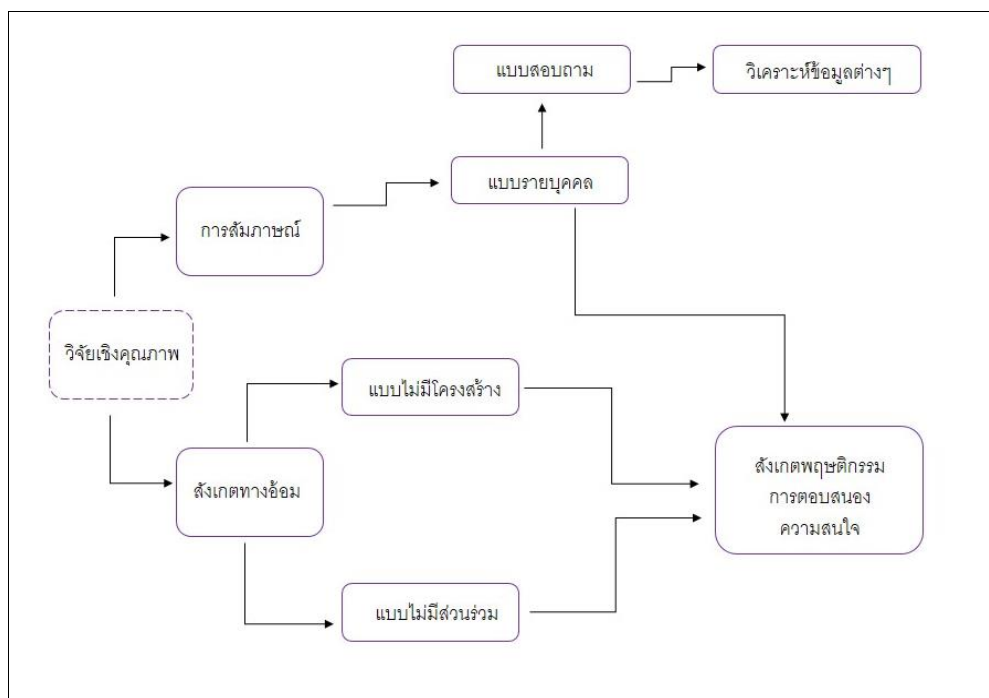 แบบสอบถาม
วิเคราะห์ข้อมูลต่างๆ
แบบรายบุคคล
การสัมภาษณ์
วิจัยเชิงคุณภาพ
แบบไม่มีโครงสร้าง
สังเกตทางอ้อม
สังเกตพฤษติกรรม
การตอบสนอง
ความสนใจ
แบบไม่มีส่วนร่วม